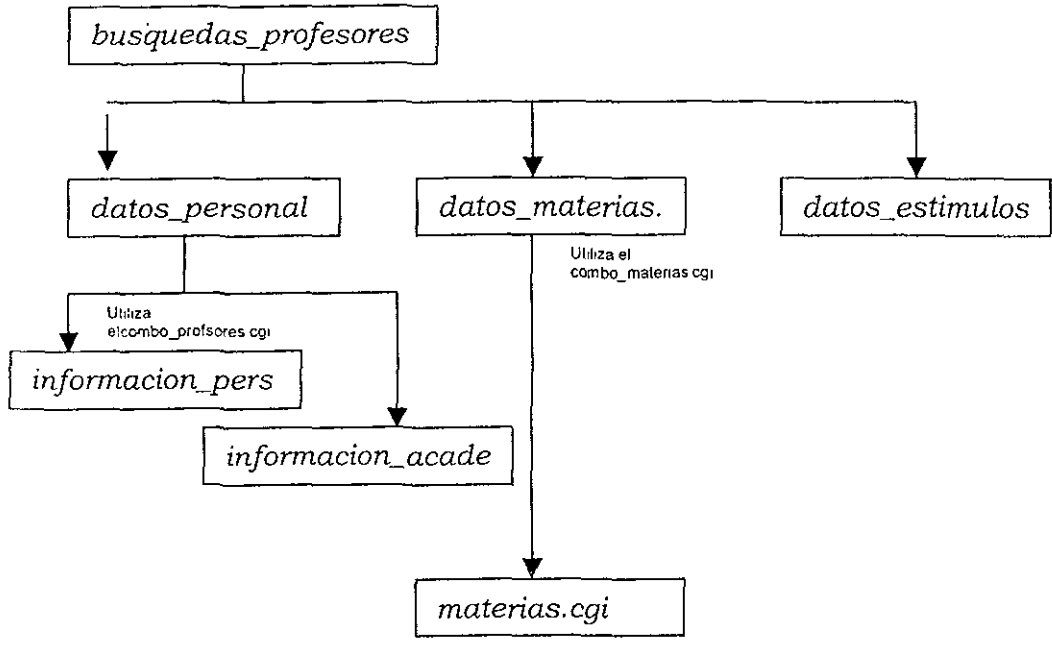 busquedas_profesores
datos_personal
datos_materias.
datos_estimulos
Utiliza el
combo_materias cgi
Utiliza
elcombo_profsores cgi
informacion_pers
informacion_acade
materias.cgi